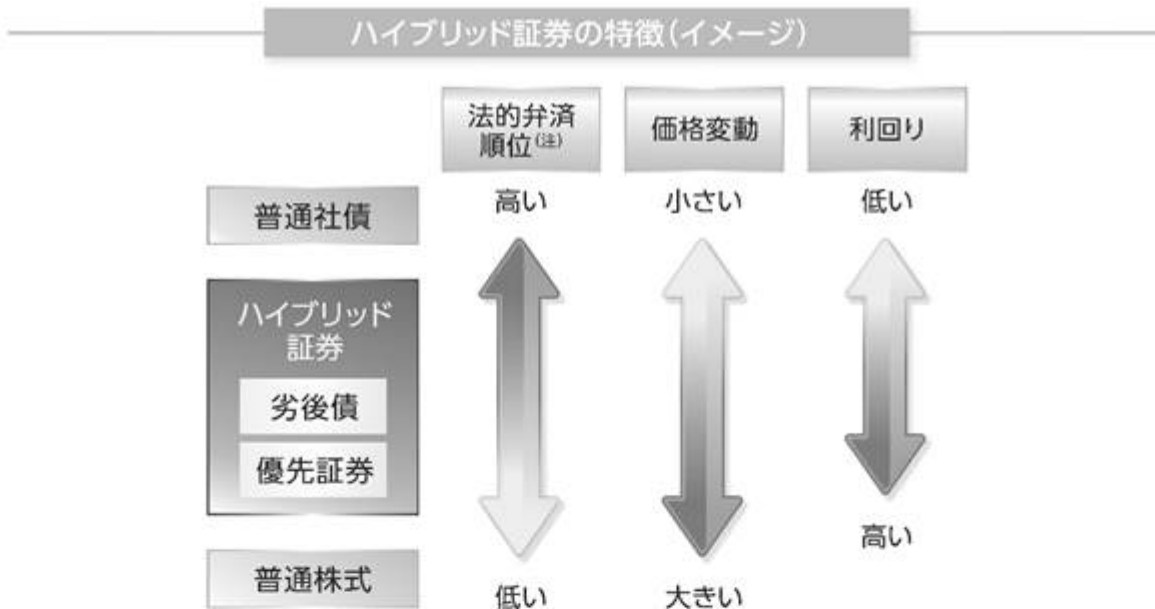 ハイブリッド証券の特徴(イメージ)
法的弁済
順位(注)
価格変動
利回り
普通社債
高い
小さい
低い
ハイブリッド
証券
劣後債
優先証券
高い
普通株式
低い
大きい